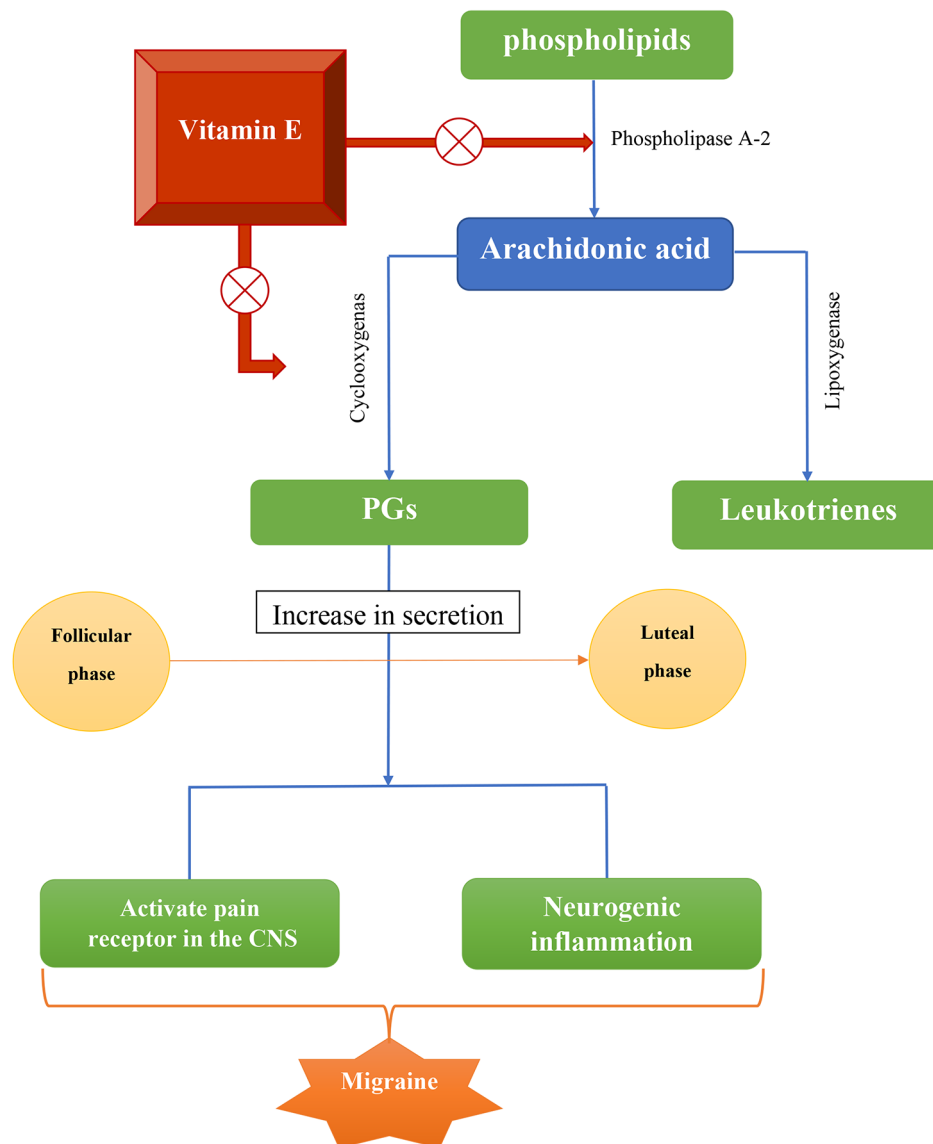 phospholipids
Vitamin E
Phospholipase A-2
Arachidonic acid
Cyclooxygenas
Lipoxygenase
PGs
Leukotrienes
Increase in secretion
Follicular
phase
Luteal
phase
Activate pain
receptor in the CNS
Neurogenic
inflammation
Migraine